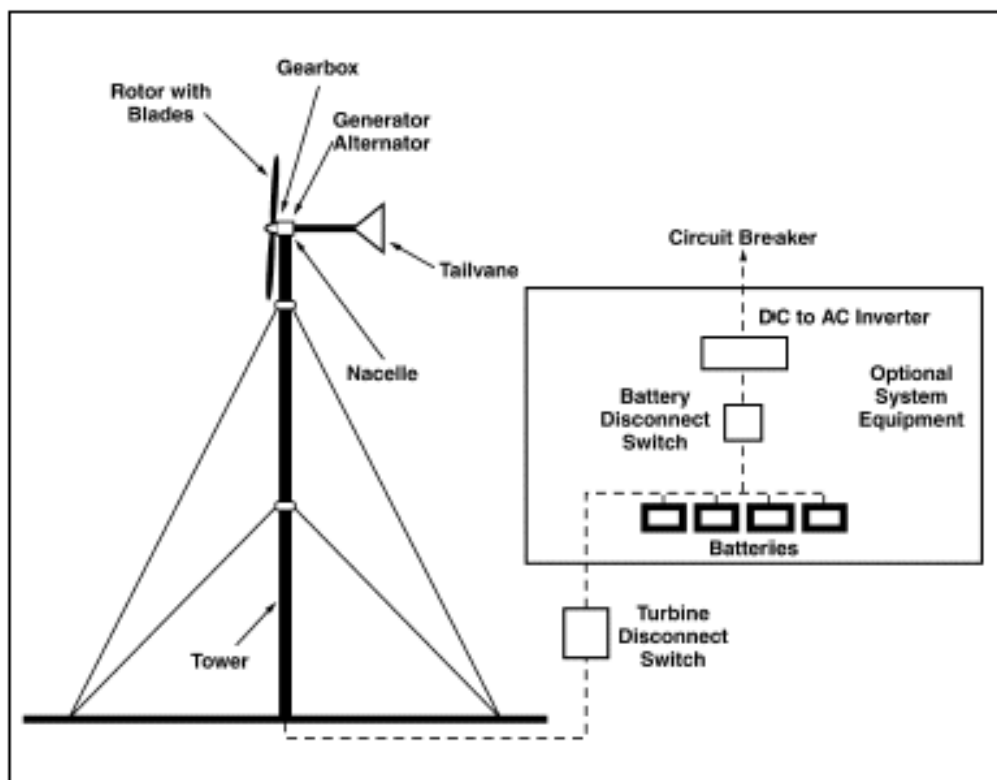 Gearbox
Rotor with
Blades
Generator
Alternator
Tailvane
Nacelle
Tower
Circuit Breaker
DC to AC Inverter
Battery
Disconnect
Switch
Optional
System
Equipment
Batteries
Turbine
Disconnect
Switch